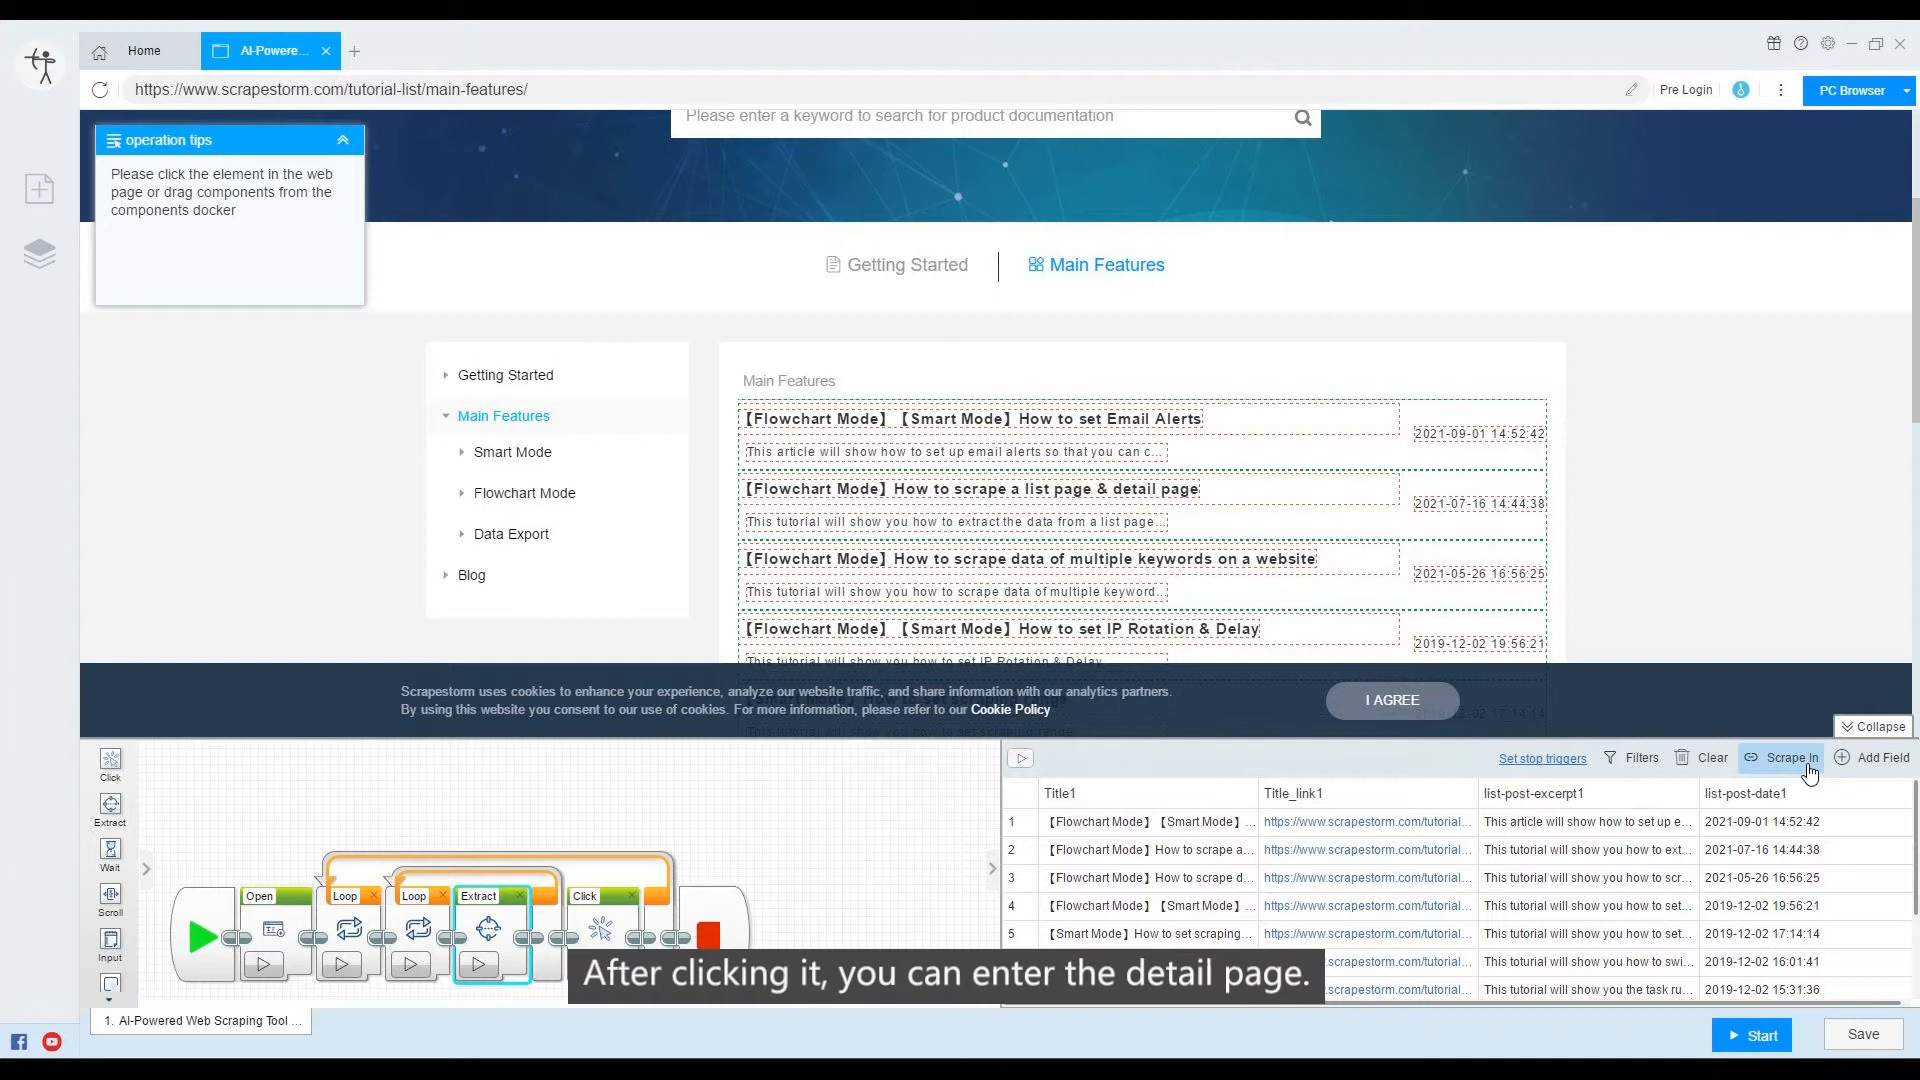 Home
AI-Powere...
https://www.scrapestorm.com/tutorial-list/main-features/
Pre Login
PC Browser
Please enter a keyword to search for product documentation
operation tips
Please click the element in the web
page or drag components from the
components docker
Getting Started
Main Features
Getting Started
Main Features
Smart Mode
Flowchart Mode
Data Export
Blog
Main Features
【Flowchart Mode】【Smart Mode】How to set Email Alerts
2021-09-01 14:52:42
This article will show how to set up email alerts so that you can c...
【Flowchart Mode】How to scrape a list page & detail page
2021-07-16 14:44:38
This tutorial will show you how to extract the data from a list page...
【Flowchart Mode】How to scrape data of multiple keywords on a website
2021-05-26 16:56:25
This tutorial will show you how to scrape data of multiple keyword...
【Flowchart Mode】【Smart Mode】How to set IP Rotation & Delay
2019-12-02 19:56:21
This tutorial will show you how to set IP Rotation & Delay
Scrapestorm uses cookies to enhance your experience, analyze our website traffic, and share information with our analytics partners.
By using this website you consent to our use of cookies. For more information, please refer to our Cookie Policy
I AGREE
Collapse
Click
Extract
Wait
Scroll
Input
Open
Loop
Loop
Extract
Click
Set stop triggers
Filters
Clear
Scrape In
Add Field
Title1 Title_link1 list-post-excerpt1 list-post-date1
1 【Flowchart Mode】【Smart Mode】... https://www.scrapestorm.com/tutorial... This article will show how to set up e... 2021-09-01 14:52:42
2 【Flowchart Mode】How to scrape a... https://www.scrapestorm.com/tutorial... This tutorial will show you how to ext... 2021-07-16 14:44:38
3 【Flowchart Mode】How to scrape d... https://www.scrapestorm.com/tutorial... This tutorial will show you how to scr... 2021-05-26 16:56:25
4 【Flowchart Mode】【Smart Mode】... https://www.scrapestorm.com/tutorial... This tutorial will show you how to set... 2019-12-02 19:56:21
5 【Smart Mode】How to set scraping... https://www.scrapestorm.com/tutorial... This toturial will show you how to set... 2019-12-02 17:14:14
.scrapestorm.com/tutorial... This tutorial will show you how to swi... 2019-12-02 16:01:41
.scrapestorm.com/tutorial... This tutorial will show you the task ru... 2019-12-02 15:31:36
After clicking it, you can enter the detail page.
1. AI-Powered Web Scraping Tool ...
Start
Save